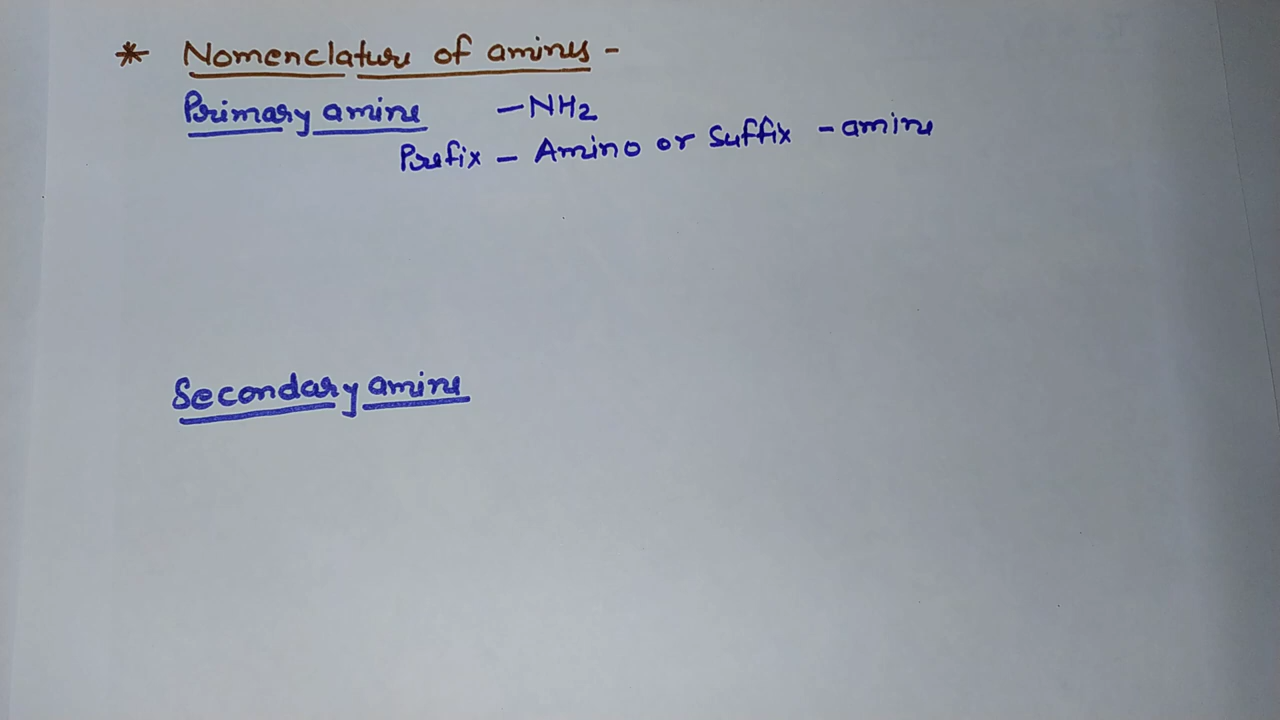 * Nomenclature of amines -
Primary amine -NH2
Prefix - Amino or Suffix - amine
Secondary amine